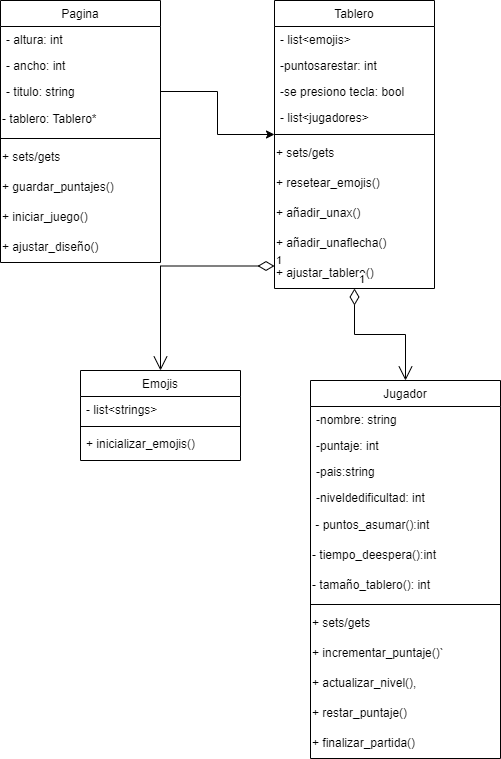 Pagina
- altura: int
- ancho: int
- titulo: string
- tablero: Tablero*
+ sets/gets
+ guardar_puntajes()
+ iniciar_juego()
+ ajustar_diseño()
Tablero
- list<emojis>
-puntosarestar: int
-se presiono tecla: bool
- list<jugadores>
+ sets/gets
+ resetear_emojis()
+ añadir_unax()
+ añadir_unaflecha()
1
+ ajustar_tablero()
1
Emojis
- list<strings>
+ inicializar_emojis()
Jugador
-nombre: string
-puntaje: int
-pais:string
-niveldedificultad: int
- puntos_asumar():int
- tiempo_deespera():int
- tamaño_tablero(): int
+ sets/gets
+ incrementar_puntaje()`
+ actualizar_nivel(),
+ restar_puntaje()
+ finalizar_partida()